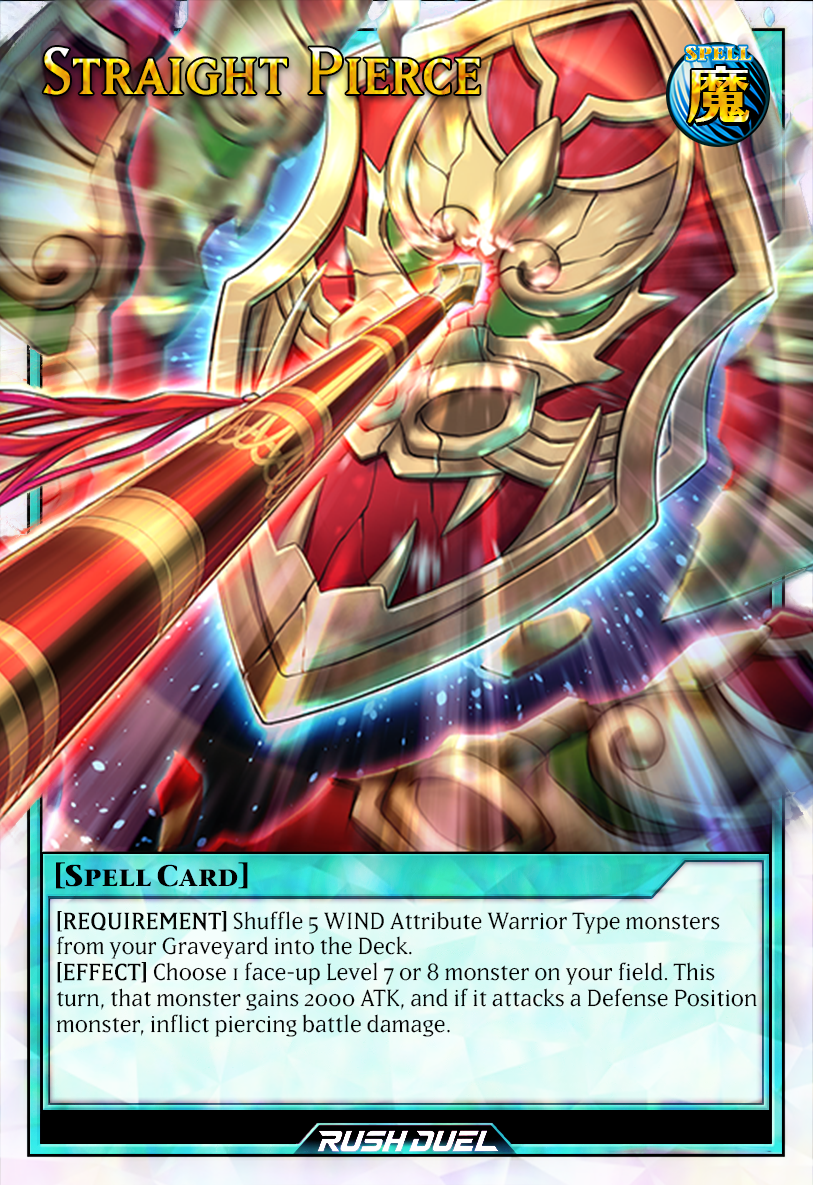 STRAIGHT PIERCE
SPELL
魔
[SPELL CARD]
[REQUIREMENT] Shuffle 5 WIND Attribute Warrior Type monsters
from your Graveyard into the Deck.
[EFFECT] Choose 1 face-up Level 7 or 8 monster on your field. This
turn, that monster gains 2000 ATK, and if it attacks a Defense Position
monster, inflict piercing battle damage.
RUSH DUEL